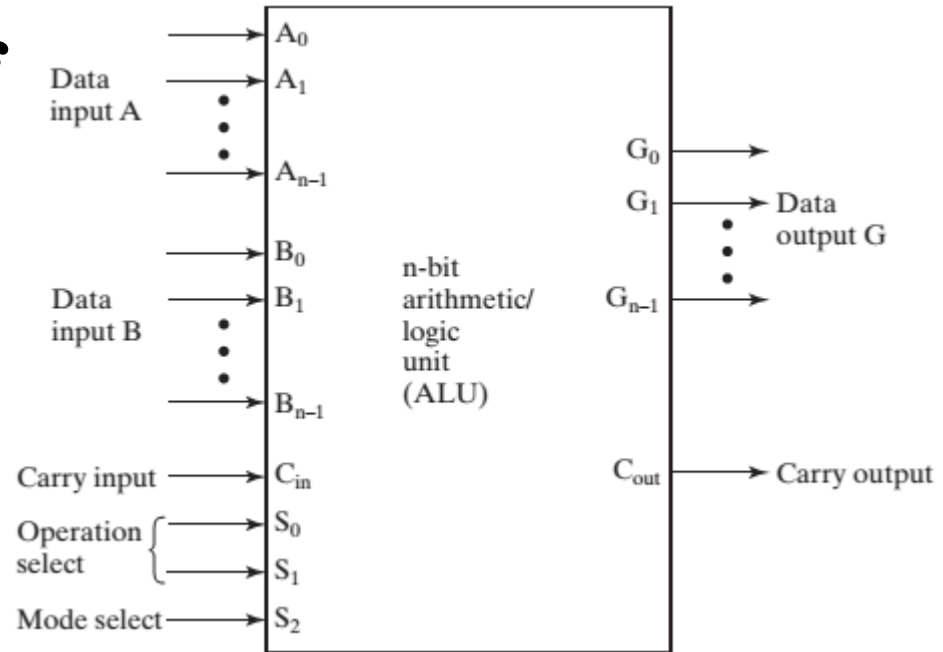 A₀
Data
input A
A₁
Aₙ₋₁
B₀
Data
input B
B₁
Bₙ₋₁
Carry input
Cᵢₙ
Operation
select
S₀
S₁
Mode select
S₂
n-bit
arithmetic/
logic
unit
(ALU)
G₀
G₁
Data
output G
Gₙ₋₁
Cₒᵤₜ
Carry output